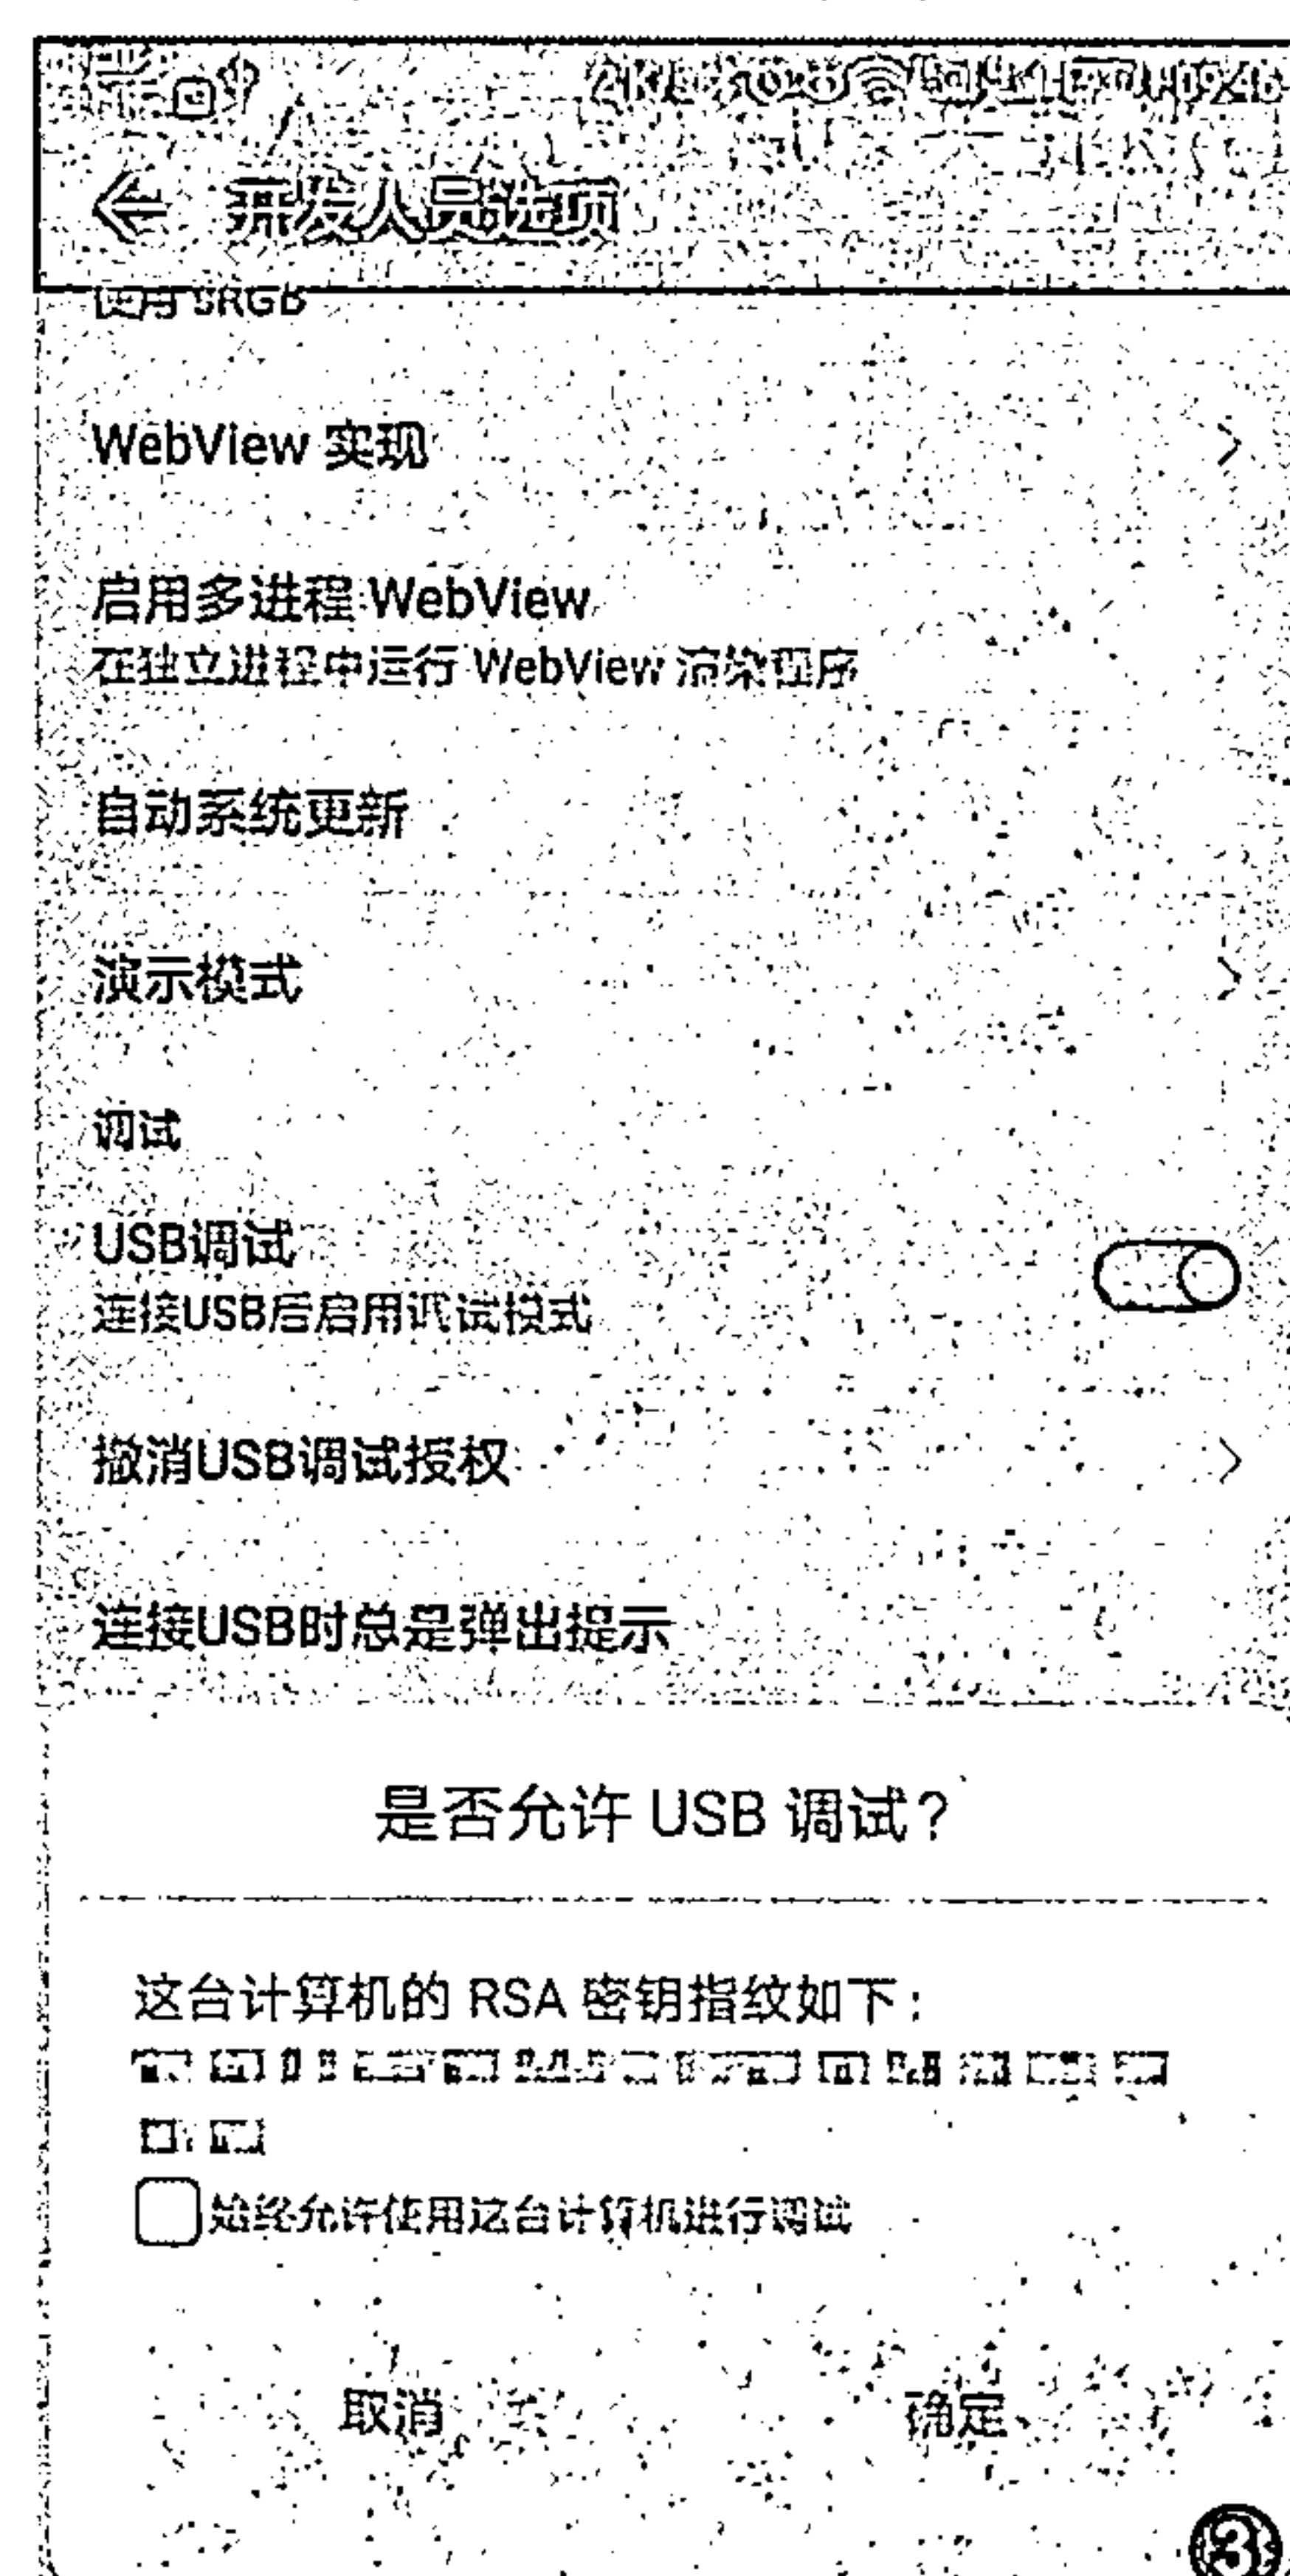 开发人员选项
使用 SRGB
WebView 实现
启用多进程 WebView
在独立进程中运行 WebView 渲染程序
自动系统更新
演示模式
调试
USB调试
连接USB后启用调试模式
撤消USB调试授权
连接USB时总是弹出提示
是否允许 USB 调试?
这台计算机的 RSA 密钥指纹如下:
始终允许使用这台计算机进行调试
取消 确定
③